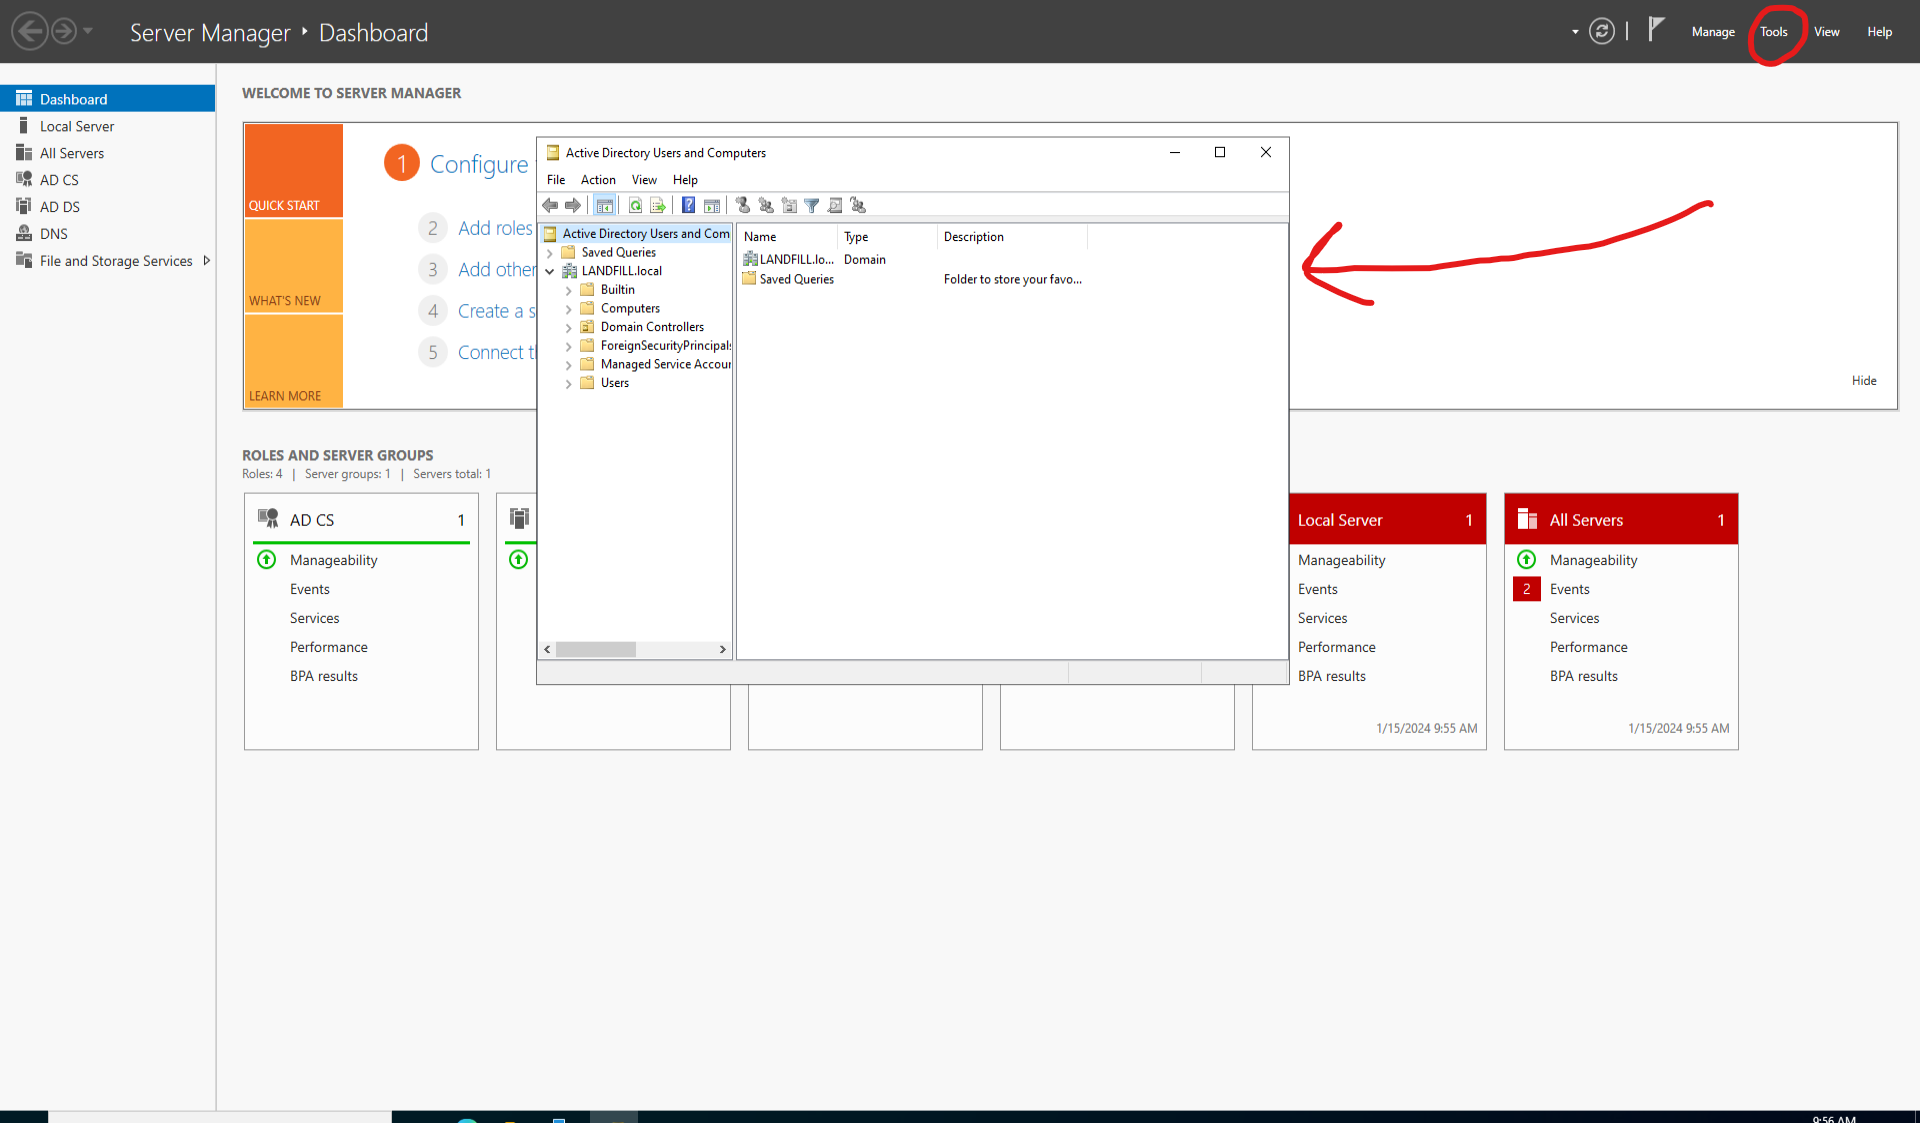 Server Manager ‣ Dashboard
Manage
Tools
View
Help
Dashboard
Local Server
All Servers
AD CS
AD DS
DNS
File and Storage Services
WELCOME TO SERVER MANAGER
QUICK START
WHAT'S NEW
LEARN MORE
1 Configure
2 Add roles
3 Add other
4 Create a s
5 Connect
Hide
Active Directory Users and Computers
File Action View Help
Active Directory Users and Com
Saved Queries
LANDFILL.local
Builtin
Computers
Domain Controllers
ForeignSecurityPrincipals
Managed Service Accour
Users
Name Type Description
LANDFILL.lo... Domain
Saved Queries Folder to store your favo...
ROLES AND SERVER GROUPS
Roles: 4 | Server groups: 1 | Servers total: 1
AD CS 1
Manageability
Events
Services
Performance
BPA results
Local Server 1
Manageability
Events
Services
Performance
BPA results
1/15/2024 9:55 AM
All Servers 1
Manageability
2 Events
Services
Performance
BPA results
1/15/2024 9:55 AM
9:56 AM